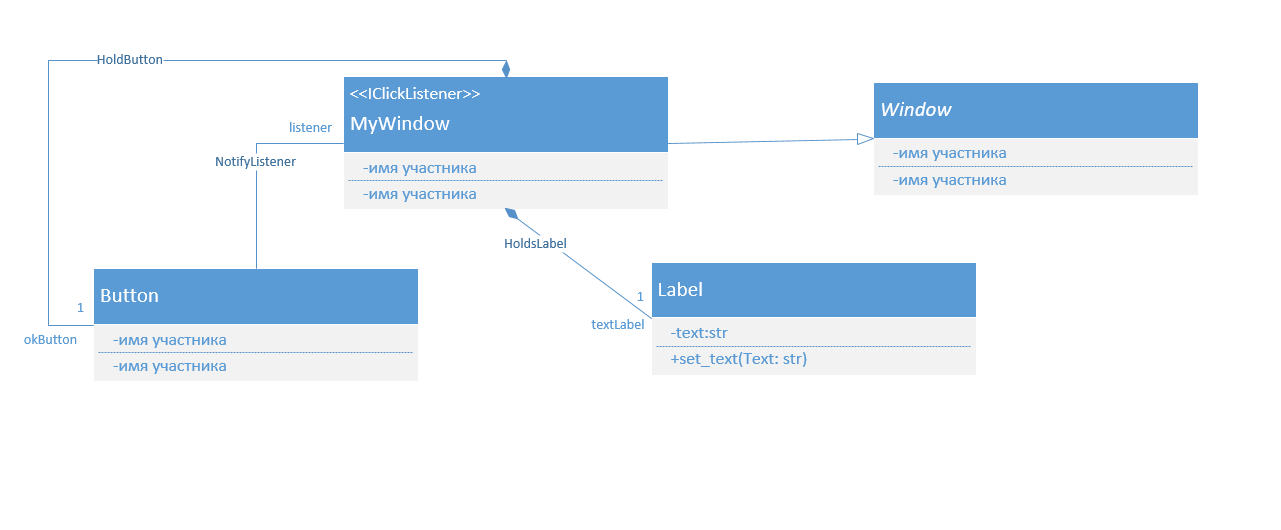 HoldButton
<<IClickListener>>
MyWindow
-имя участника
-имя участника
Window
-имя участника
-имя участника
listener
NotifyListener
HoldsLabel
Button
-имя участника
-имя участника
1
okButton
Label
-text:str
+set_text(Text: str)
1
textLabel